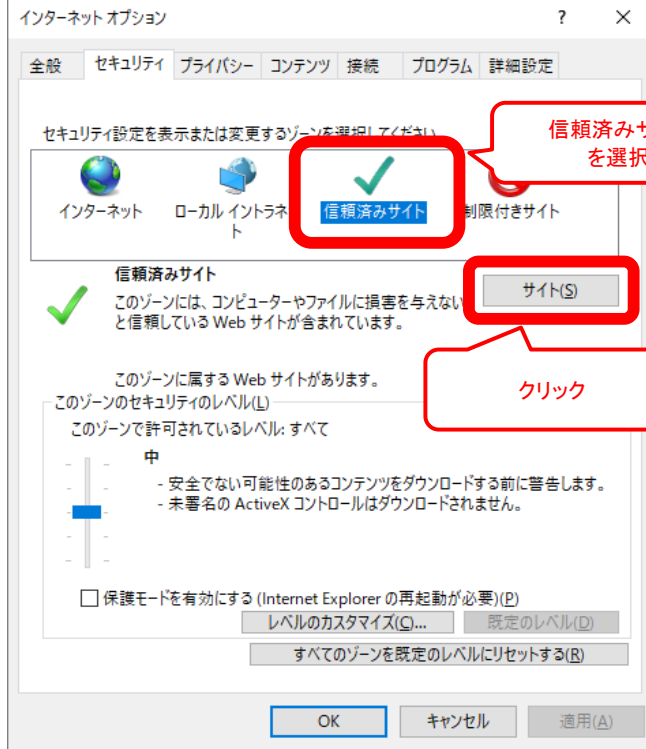 インターネット オプション ? ×
全般 セキュリティ プライバシー コンテンツ 接続 プログラム 詳細設定
セキュリティ設定を表示または変更するゾーンを選択してください。
信頼済みサ
を選択
インターネット
ローカル イントラネ
ト
信頼済みサイト
制限付きサイト
信頼済みサイト
このゾーンには、コンピューターやファイルに損害を与えない
と信頼している Web サイトが含まれています。
サイト(S)
クリック
このゾーンに属する Web サイトがあります。
このゾーンのセキュリティのレベル(L)
このゾーンで許可されているレベル: すべて
中
- 安全でない可能性のあるコンテンツをダウンロードする前に警告します。
- 未署名の ActiveX コントロールはダウンロードされません。
保護モードを有効にする (Internet Explorer の再起動が必要)(P)
レベルのカスタマイズ(C)... 既定のレベル(D)
すべてのゾーンを既定のレベルにリセットする(R)
OK キャンセル 適用(A)